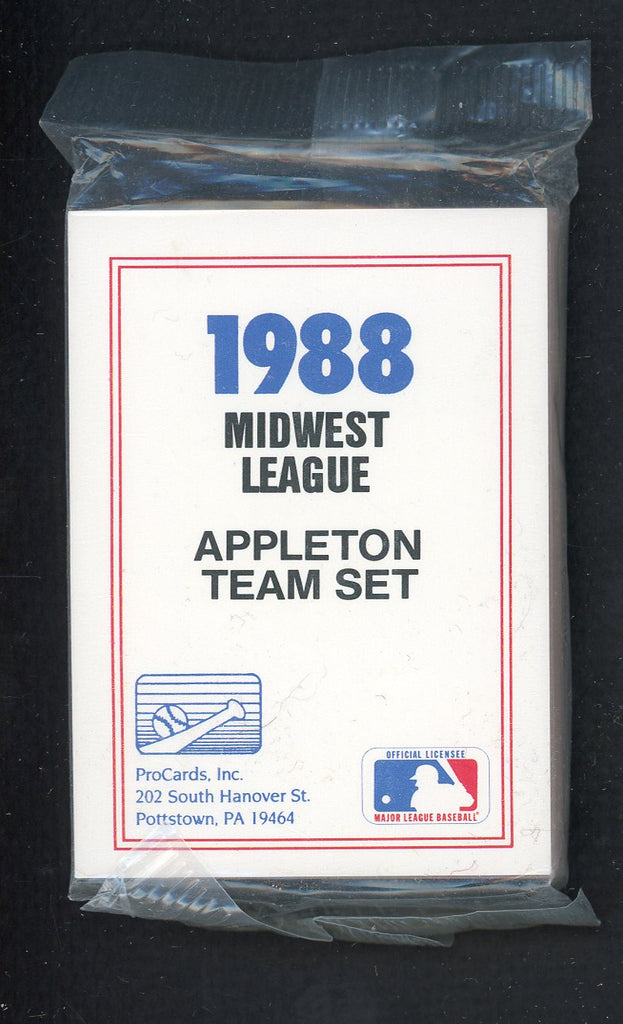 1988
MIDWEST
LEAGUE
APPLETON
TEAM SET
ProCards, Inc.
202 South Hanover St.
Pottstown, PA 19464
OFFICIAL LICENSEE
MAJOR LEAGUE BASEBALL®